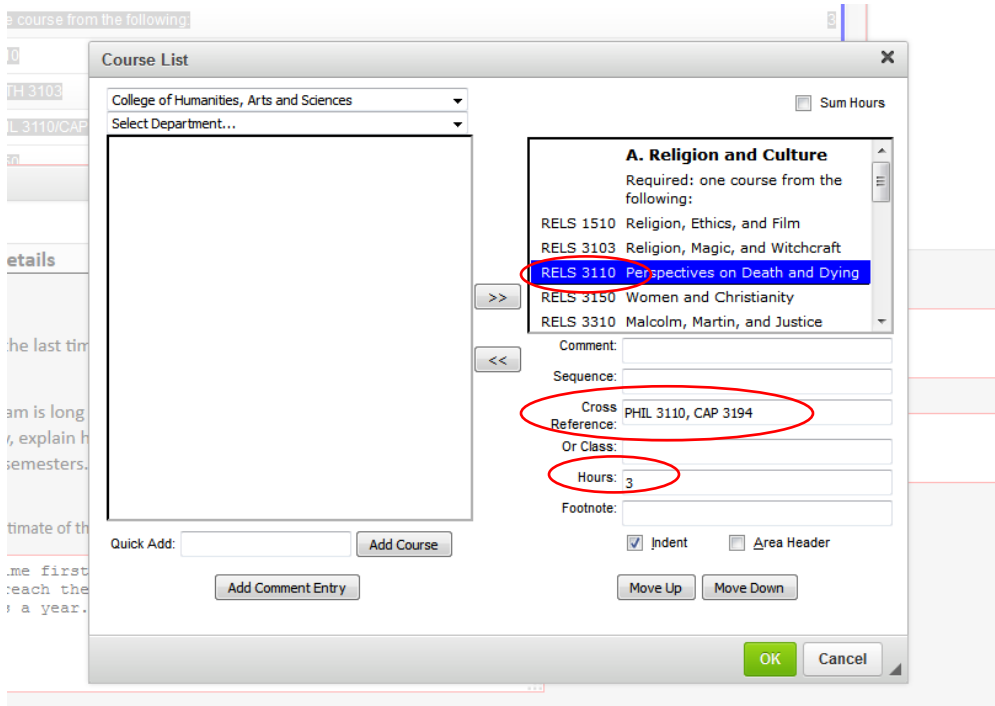 e course from the following: 3
10
Course List
TH 3103
College of Humanities, Arts and Sciences
Sum Hours
IL 3110/CAP
Select Department...
A. Religion and Culture
Required: one course from the
following:
RELS 1510 Religion, Ethics, and Film
RELS 3103 Religion, Magic, and Witchcraft
etails
RELS 3110 Perspectives on Death and Dying
>>
RELS 3150 Women and Christianity
RELS 3310 Malcolm, Martin, and Justice
the last tim
Comment:
<<
Sequence:
am is long
Cross
Reference:
PHIL 3110, CAP 3194
y, explain h
Or Class:
semesters.
Hours: 3
Footnote:
timate of th
Quick Add:
Add Course
Indent
Area Header
me first
reach the
Add Comment Entry
Move Up
Move Down
s a year.
OK
Cancel